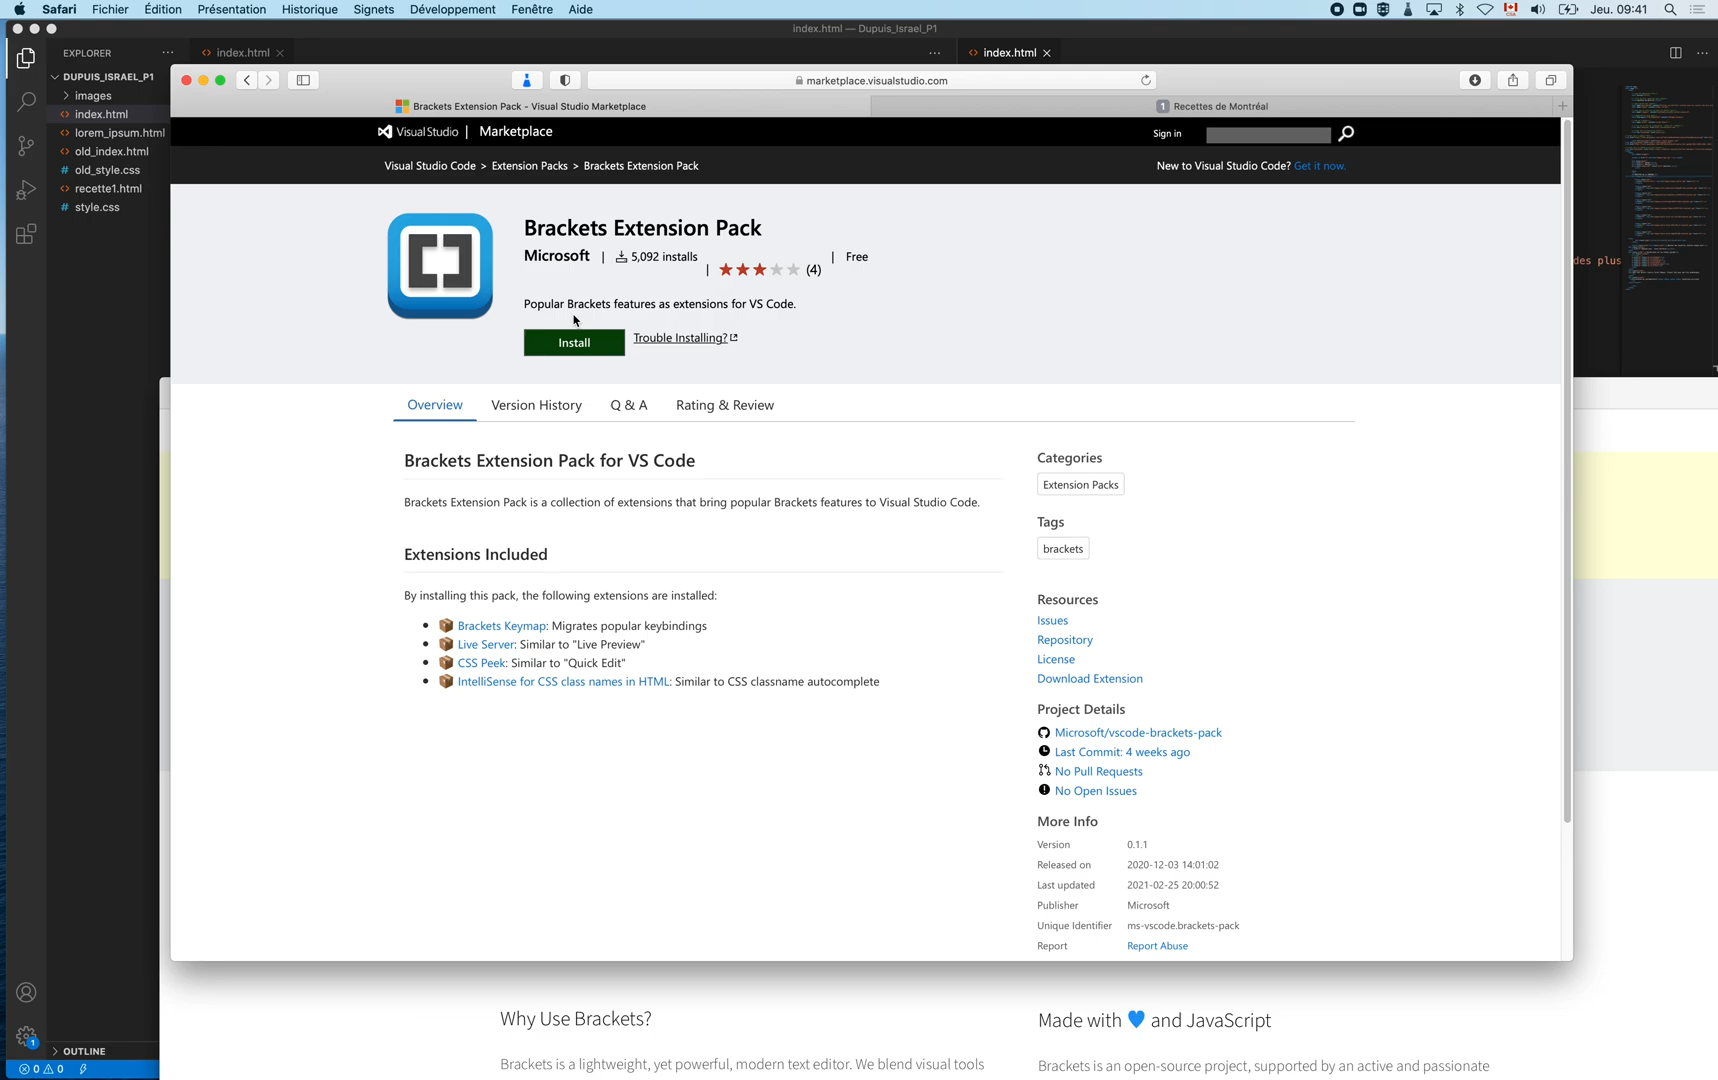 Safari Fichier Édition Présentation Historique Signets Développement Fenêtre Aide
Jeu. 09:41
index.html — Dupuis_Israel_P1
EXPLORER
index.html
index.html
DUPUIS_ISRAEL_P1
images
index.html
lorem_ipsum.html
old_index.html
# old_style.css
recette1.html
# style.css
marketplace.visualstudio.com
Brackets Extension Pack - Visual Studio Marketplace
1 Recettes de Montréal
Visual Studio | Marketplace
Sign in
Visual Studio Code > Extension Packs > Brackets Extension Pack
New to Visual Studio Code? Get it now.
Brackets Extension Pack
Microsoft | 5,092 installs | ★★★★★ (4) | Free
Popular Brackets features as extensions for VS Code.
Install Trouble Installing?
des plus
Overview Version History Q & A Rating & Review
Brackets Extension Pack for VS Code
Brackets Extension Pack is a collection of extensions that bring popular Brackets features to Visual Studio Code.
Extensions Included
By installing this pack, the following extensions are installed:
• Brackets Keymap: Migrates popular keybindings
• Live Server: Similar to "Live Preview"
• CSS Peek: Similar to "Quick Edit"
• IntelliSense for CSS class names in HTML: Similar to CSS classname autocomplete
Categories
Extension Packs
Tags
brackets
Resources
Issues
Repository
License
Download Extension
Project Details
Microsoft/vscode-brackets-pack
Last Commit: 4 weeks ago
No Pull Requests
No Open Issues
More Info
Version 0.1.1
Released on 2020-12-03 14:01:02
Last updated 2021-02-25 20:00:52
Publisher Microsoft
Unique Identifier ms-vscode.brackets-pack
Report Report Abuse
Why Use Brackets?
Brackets is a lightweight, yet powerful, modern text editor. We blend visual tools
Made with 💙 and JavaScript
Brackets is an open-source project, supported by an active and passionate
1
OUTLINE
0 0